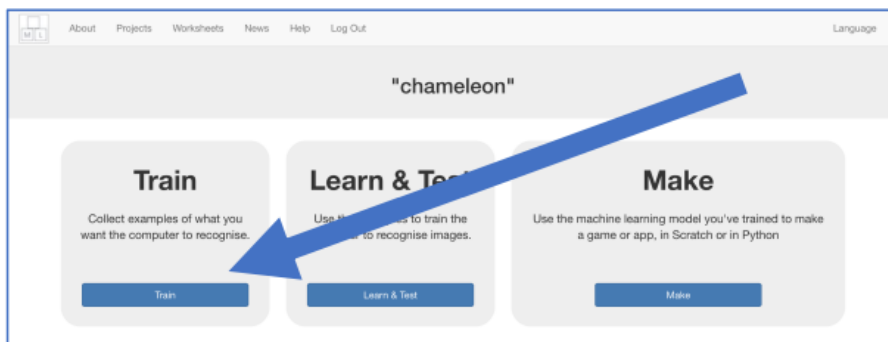 ML
About Projects Worksheets News Help Log Out Language
"chameleon"
Train
Collect examples of what you
want the computer to recognise.
Train
Learn &
Use the to train the
to recognise images.
Learn & Test
Make
Use the machine learning model you've trained to make
a game or app, in Scratch or in Python
Make